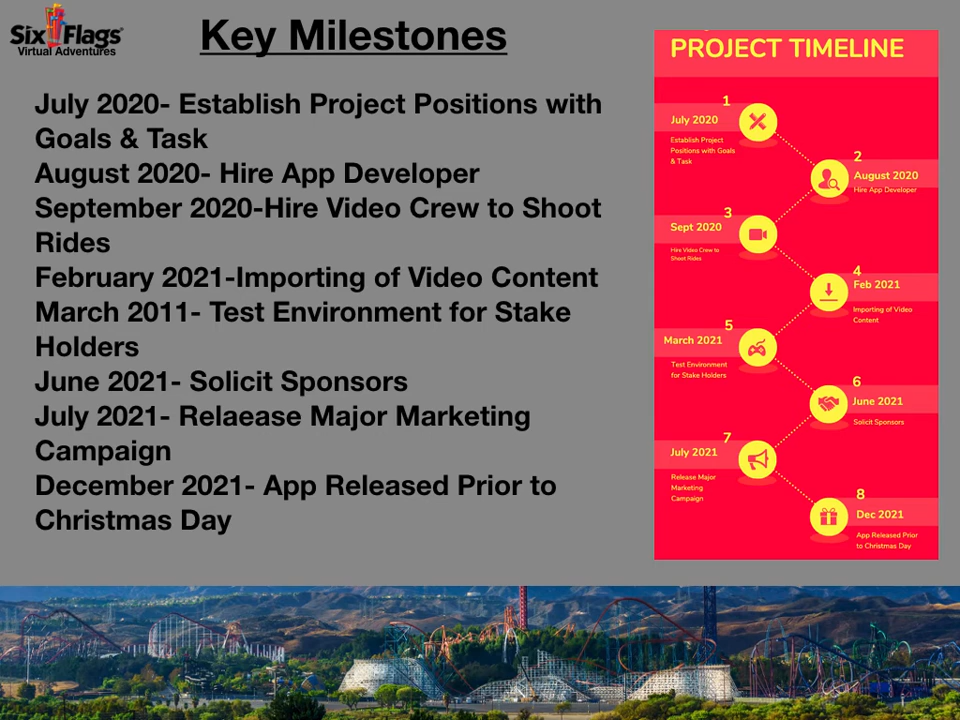 Six Flags
Virtual Adventures
Key Milestones
July 2020- Establish Project Positions with
Goals & Task
August 2020- Hire App Developer
September 2020-Hire Video Crew to Shoot
Rides
February 2021-Importing of Video Content
March 2011- Test Environment for Stake
Holders
June 2021- Solicit Sponsors
July 2021- Relaease Major Marketing
Campaign
December 2021- App Released Prior to
Christmas Day
PROJECT TIMELINE
1
July 2020
Establish Project
Positions with Goals
& Task
2
August 2020
Hire App Developer
3
Sept 2020
Hire Video Crew to
Shoot Rides
4
Feb 2021
Importing of Video
Content
5
March 2021
Test Environment
for Stake Holders
6
June 2021
Solicit Sponsors
7
July 2021
Release Major
Marketing
Campaign
8
Dec 2021
App Released Prior
to Christmas Day